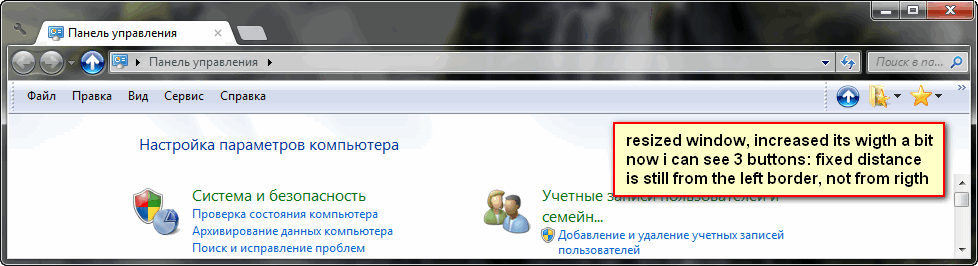 Панель управления
Панель управления
Поиск в па...
Файл Правка Вид Сервис Справка
resized window, increased its wigth a bit
now i can see 3 buttons: fixed distance
is still from the left border, not from rigth
Настройка параметров компьютера
Система и безопасность
Проверка состояния компьютера
Архивирование данных компьютера
Поиск и исправление проблем
Учетные записи пользователей и
семейн...
Добавление и удаление учетных записей
пользователей